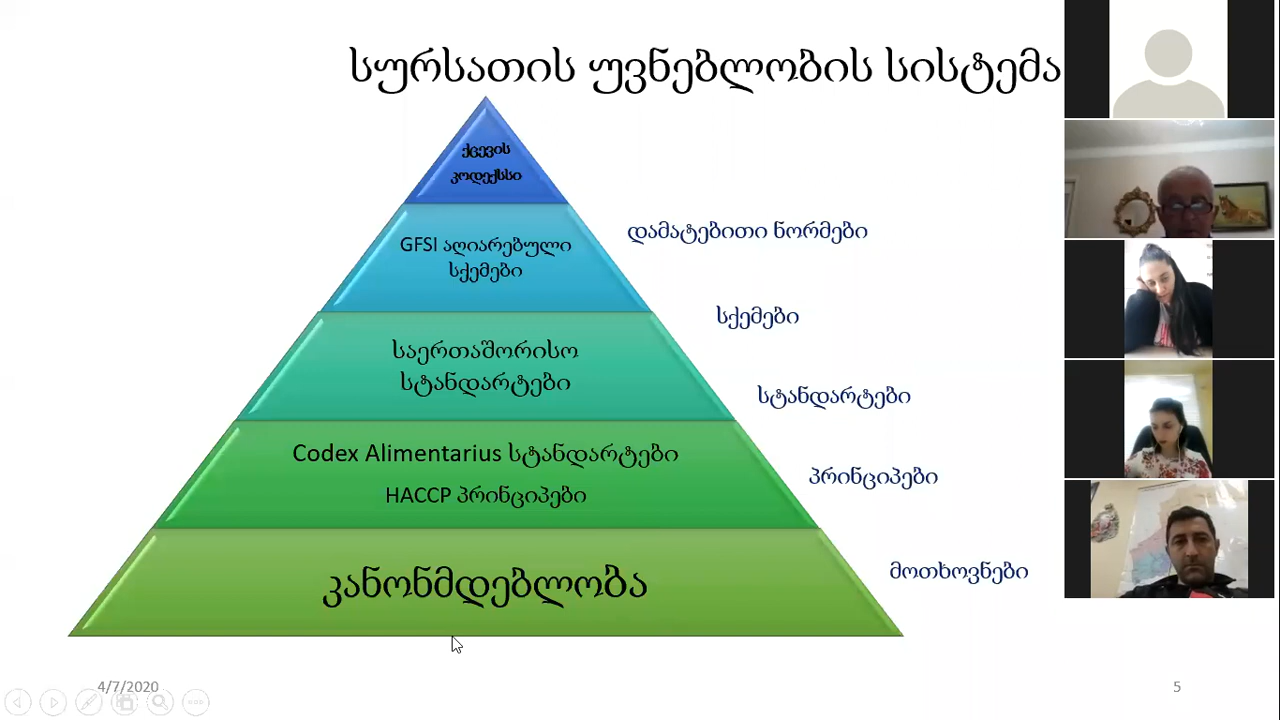 სურსათის უვნებლობის სისტემა
ქცევის
კოდექსსი
დამატებითი ნორმები
GFSI აღიარებული
სქემები
სქემები
საერთაშორისო
სტანდარტები
სტანდარტები
Codex Alimentarius სტანდარტები
HACCP პრინციპები
პრინციპები
კანონმდებლობა
მოთხოვნები
4/7/2020
5